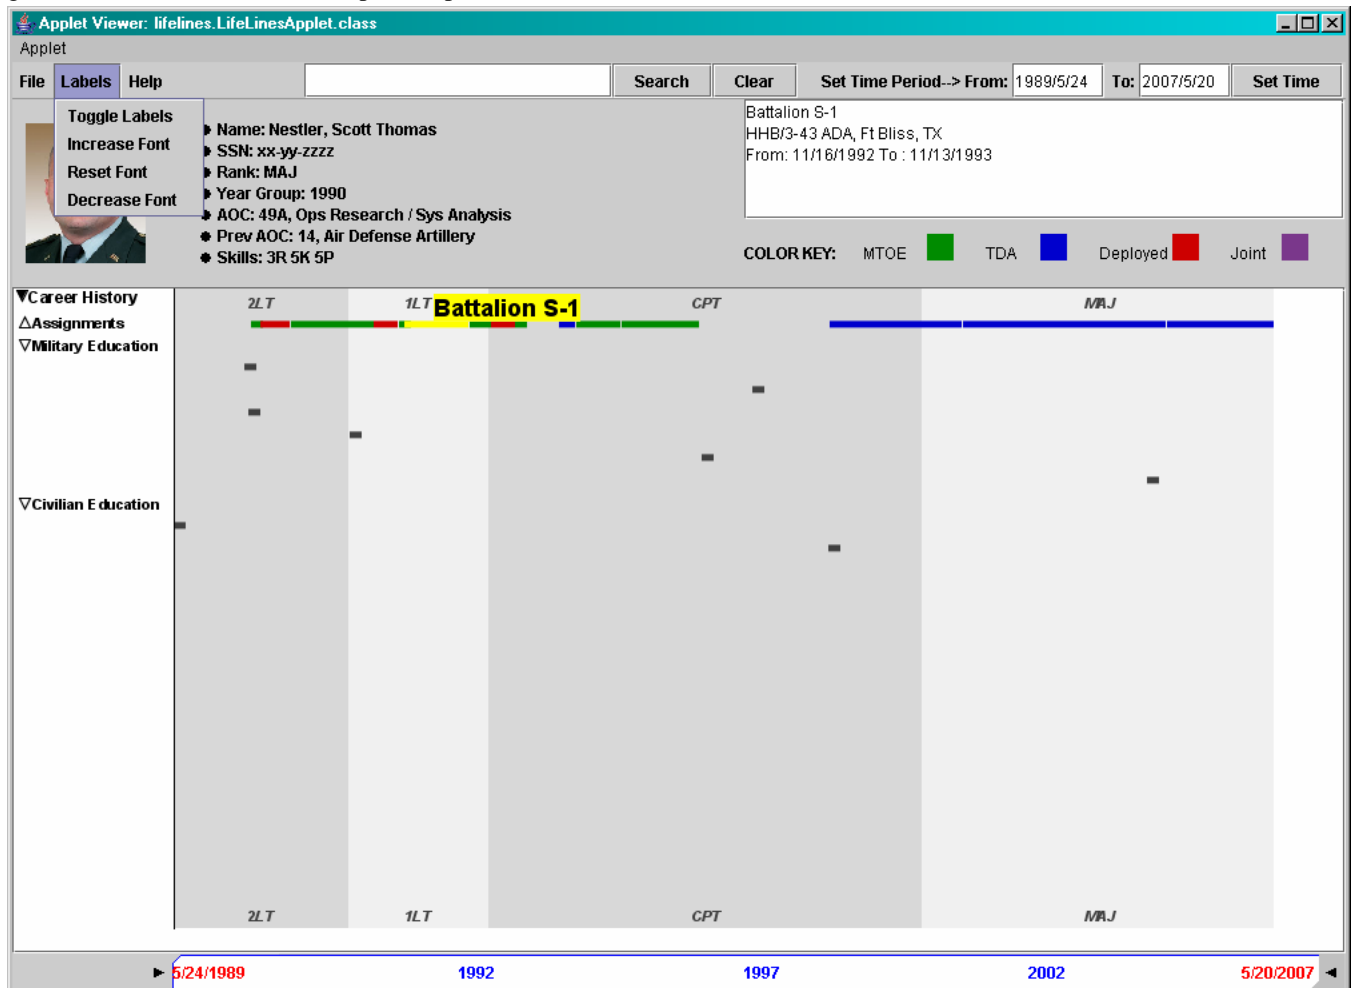 Applet Viewer: lifelines.LifeLinesApplet.class
Applet
File Labels Help Search Clear Set Time Period--> From: 1989/5/24 To: 2007/5/20 Set Time
Toggle Labels
Increase Font
Reset Font
Decrease Font
Name: Nestler, Scott Thomas
SSN: xx-yy-zzzz
Rank: MAJ
Year Group: 1990
AOC: 49A, Ops Research / Sys Analysis
Prev AOC: 14, Air Defense Artillery
Skills: 3R 5K 5P
Battalion S-1
HHB/3-43 ADA, Ft Bliss, TX
From: 11/16/1992 To : 11/13/1993
COLOR KEY: MTOE TDA Deployed Joint
Career History 2LT 1LT Battalion S-1 CPT MAJ
Assignments
Military Education
Civilian Education
2LT 1LT CPT MAJ
5/24/1989 1992 1997 2002 5/20/2007